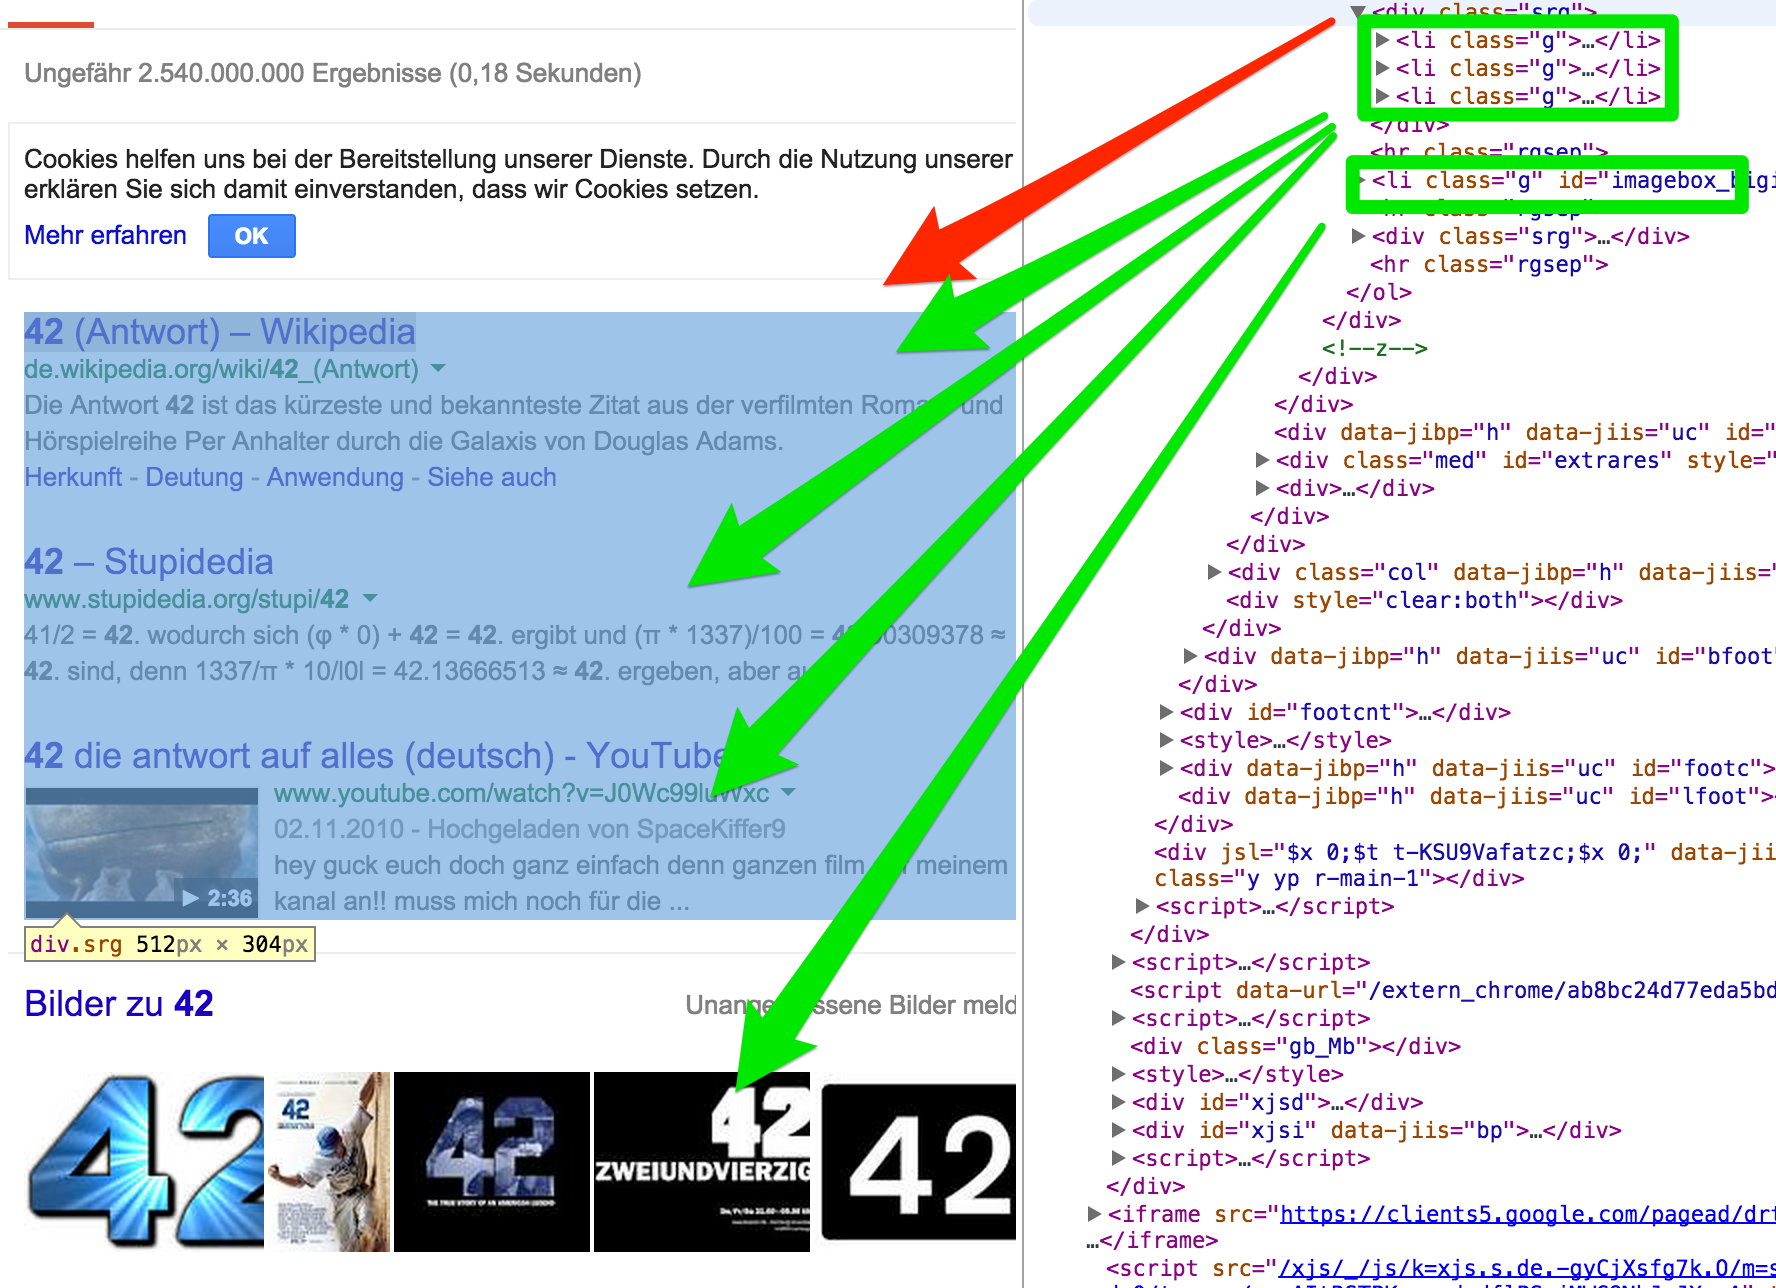 Ungefähr 2.540.000.000 Ergebnisse (0,18 Sekunden)
Cookies helfen uns bei der Bereitstellung unserer Dienste. Durch die Nutzung unserer
erklären Sie sich damit einverstanden, dass wir Cookies setzen.
Mehr erfahren OK
42 (Antwort) – Wikipedia
de.wikipedia.org/wiki/42_(Antwort)
Die Antwort 42 ist das kürzeste und bekannteste Zitat aus der verfilmten Roman und
Hörspielreihe Per Anhalter durch die Galaxis von Douglas Adams.
Herkunft - Deutung - Anwendung - Siehe auch
42 – Stupidedia
www.stupidedia.org/stupi/42
41/2 = 42. wodurch sich (φ * 0) + 42 = 42. ergibt und (π * 1337)/100 = 00309378 ≈
42. sind, denn 1337/π * 10/l0l = 42.13666513 ≈ 42. ergeben, aber
42 die antwort auf alles (deutsch) - YouTube
www.youtube.com/watch?v=J0Wc99luWxc
02.11.2010 - Hochgeladen von SpaceKiffer9
hey guck euch doch ganz einfach denn ganzen film meinem
kanal an!! muss mich noch für die ...
2:36
div.srg 512px × 304px
Bilder zu 42
Unangemessene Bilder meld
42
42
42
THE TRUE STORY OF AN AMERICAN LEGEND
42
ZWEIUNDVIERZIG
42
<div class="srg">
<li class="g">…</li>
<li class="g">…</li>
<li class="g">…</li>
</div>
<hr class="rgsep">
<li class="g" id="imagebox_bigi
<hr class="rgsep">
<div class="srg">…</div>
<hr class="rgsep">
</ol>
</div>
<!--z-->
</div>
</div>
<div data-jibp="h" data-jiis="uc" id="
<div class="med" id="extrares" style="
<div>…</div>
</div>
</div>
<div class="col" data-jibp="h" data-jiis="
<div style="clear:both"></div>
</div>
<div data-jibp="h" data-jiis="uc" id="bfoot"
</div>
<div id="footcnt">…</div>
<style>…</style>
<div data-jibp="h" data-jiis="uc" id="footc">
<div data-jibp="h" data-jiis="uc" id="lfoot"><
</div>
<div jsl="$x 0;$t t-KSU9Vafatzc;$x 0;" data-jii
class="y yp r-main-1"></div>
<script>…</script>
</div>
<script>…</script>
<script data-url="/extern_chrome/ab8bc24d77eda5bd
<script>…</script>
<div class="gb_Mb"></div>
<style>…</style>
<div id="xjsd">…</div>
<div id="xjsi" data-jiis="bp">…</div>
<script>…</script>
</div>
<iframe src="https://clients5.google.com/pagead/drt
…</iframe>
<script src="/xjs/_/js/k=xjs.s.de.-gyCjXsfg7k.O/m=s